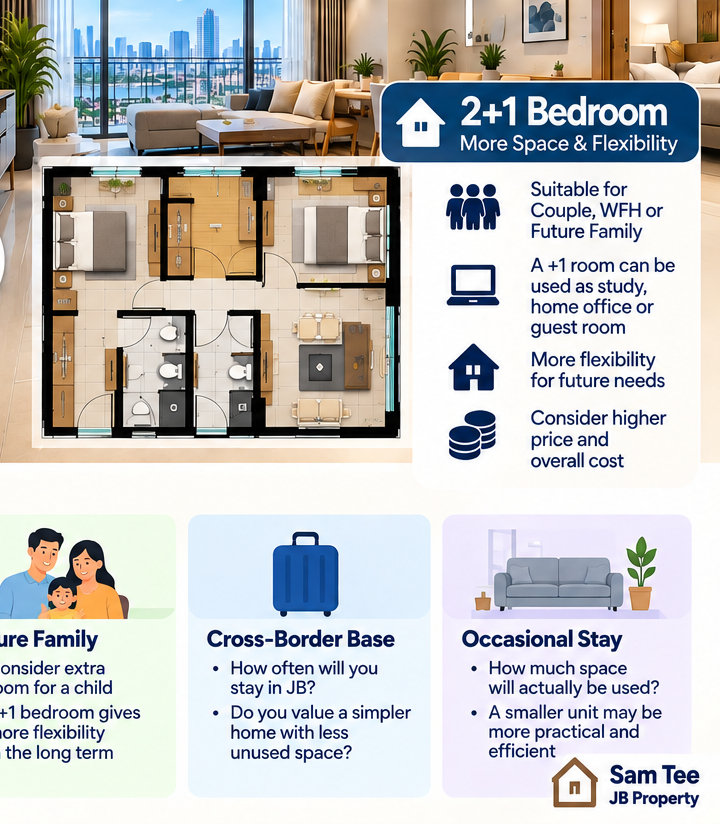 2+1 Bedroom
More Space & Flexibility
Suitable for
Couple, WFH or
Future Family
A +1 room can be
used as study,
home office or
guest room
More flexibility
for future needs
Consider higher
price and
overall cost
ure Family
onsider extra
oom for a child
+1 bedroom gives
ore flexibility
the long term
Cross-Border Base
• How often will you
stay in JB?
• Do you value a simpler
home with less
unused space?
Occasional Stay
• How much space
will actually be used?
• A smaller unit may be
more practical and
efficient
Sam Tee
JB Property